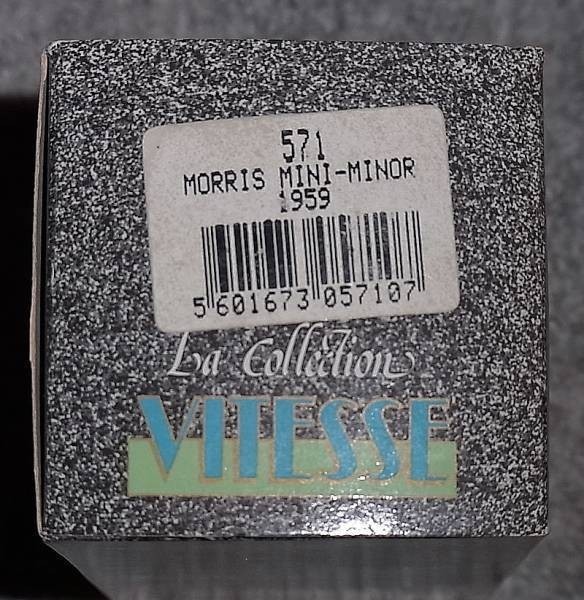 571
MORRIS MINI-MINOR
1959
5 601673 057107
La Collection
VITESSE